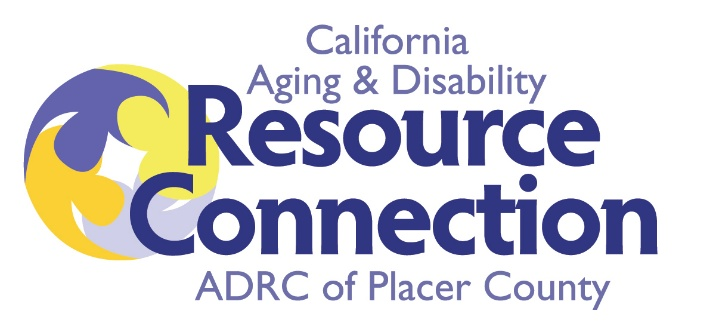 California
Aging & Disability
Resource
Connection
ADRC of Placer County